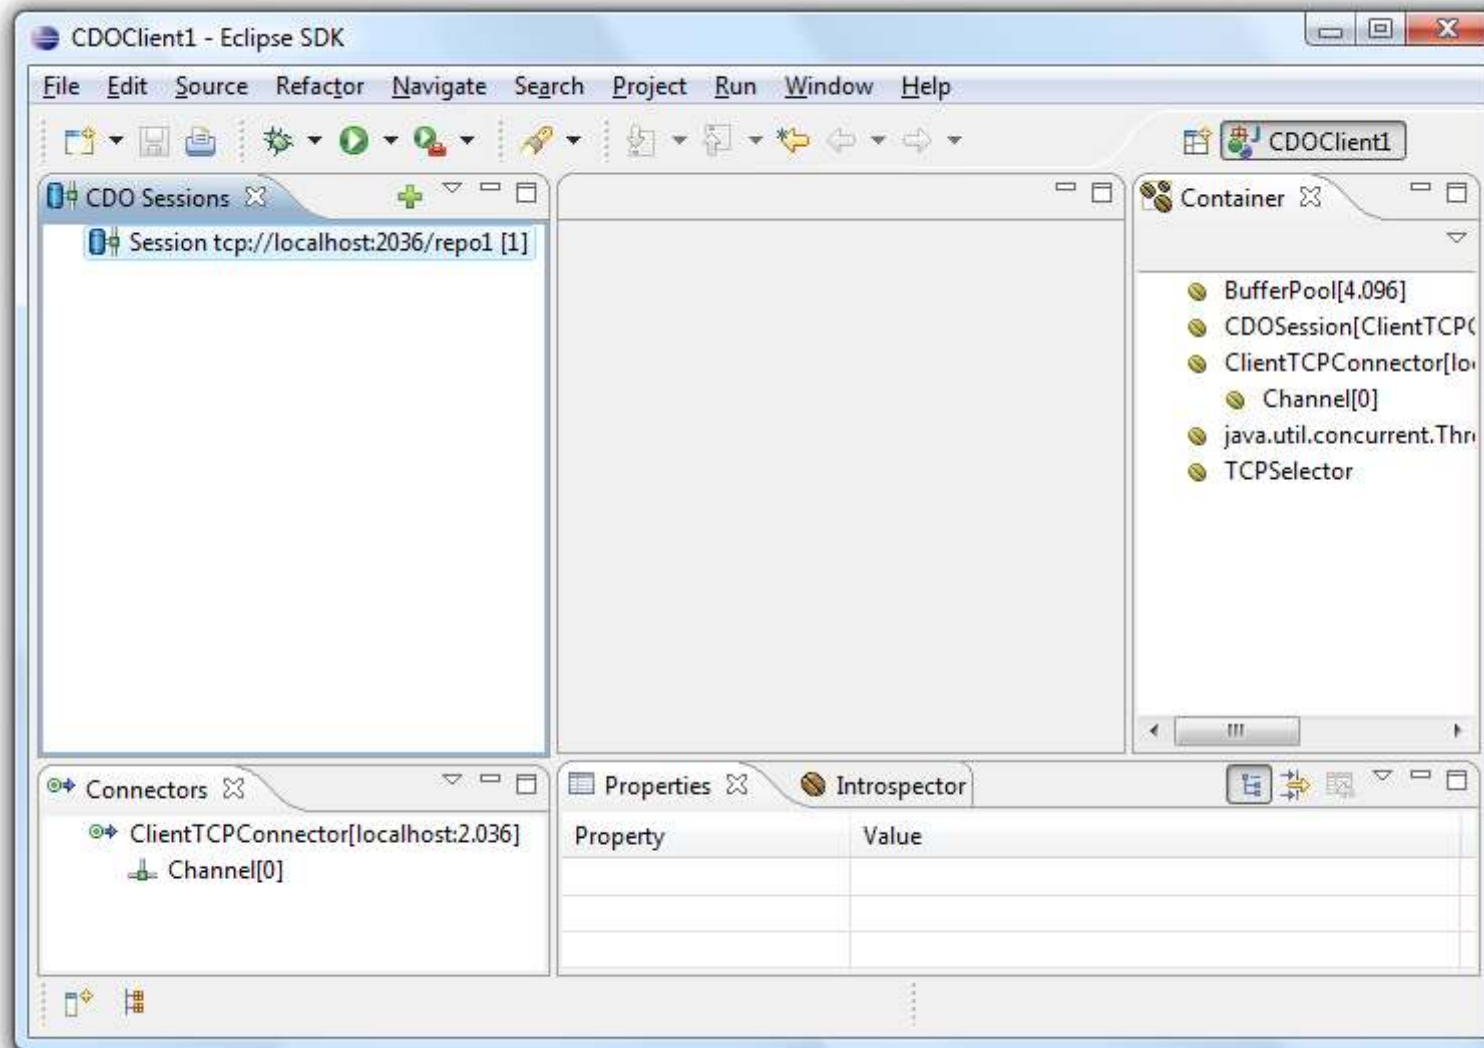 CDOClient1 - Eclipse SDK
File Edit Source Refactor Navigate Search Project Run Window Help
CDOClient1
CDO Sessions
Session tcp://localhost:2036/repo1 [1]
Container
BufferPool[4.096]
CDOSession[ClientTCP
ClientTCPConnector[lo
Channel[0]
java.util.concurrent.Thr
TCPSelector
Connectors
ClientTCPConnector[localhost:2.036]
Channel[0]
Properties Introspector
Property Value